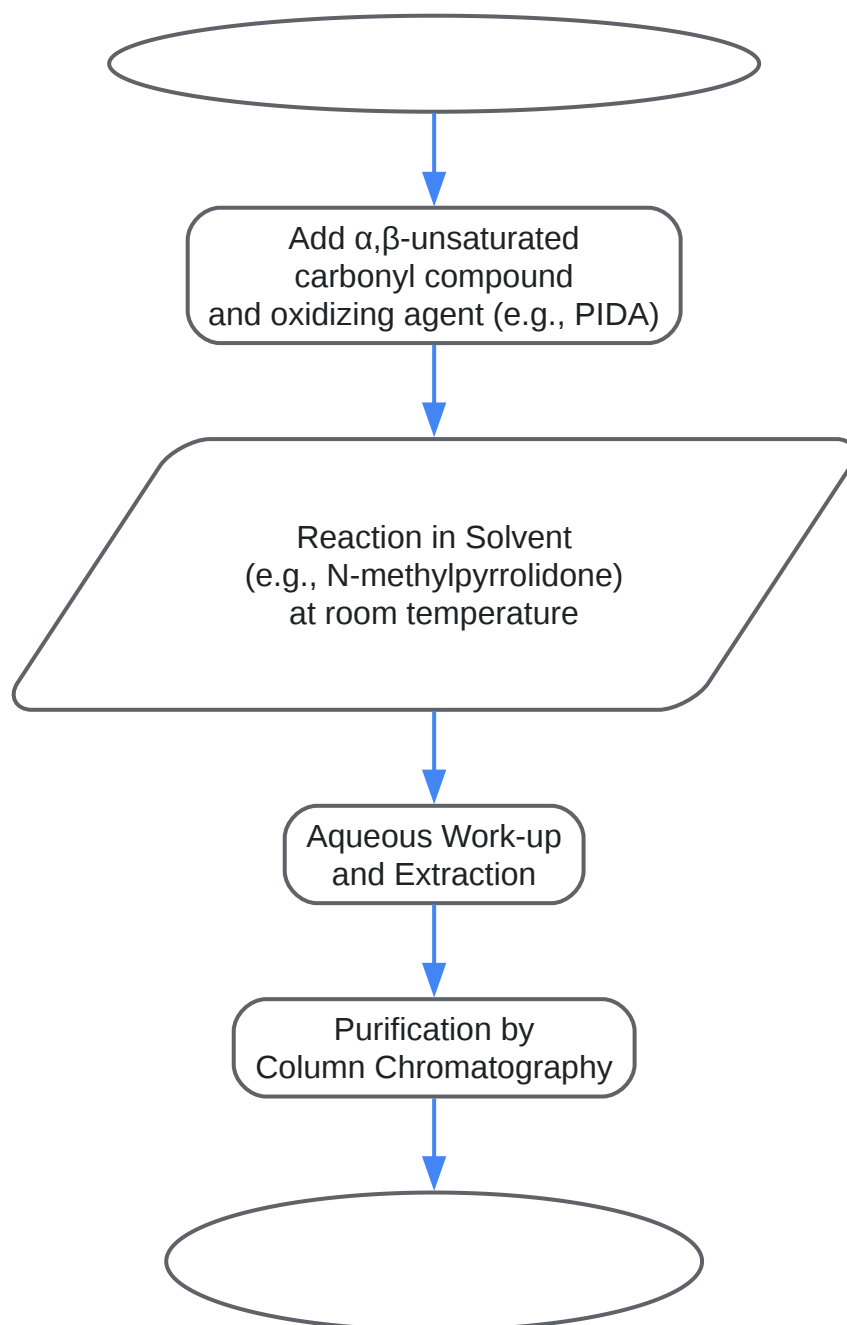 Add α,β-unsaturated
carbonyl compound
and oxidizing agent (e.g., PIDA)
Reaction in Solvent
(e.g., N-methylpyrrolidone)
at room temperature
Aqueous Work-up
and Extraction
Purification by
Column Chromatography